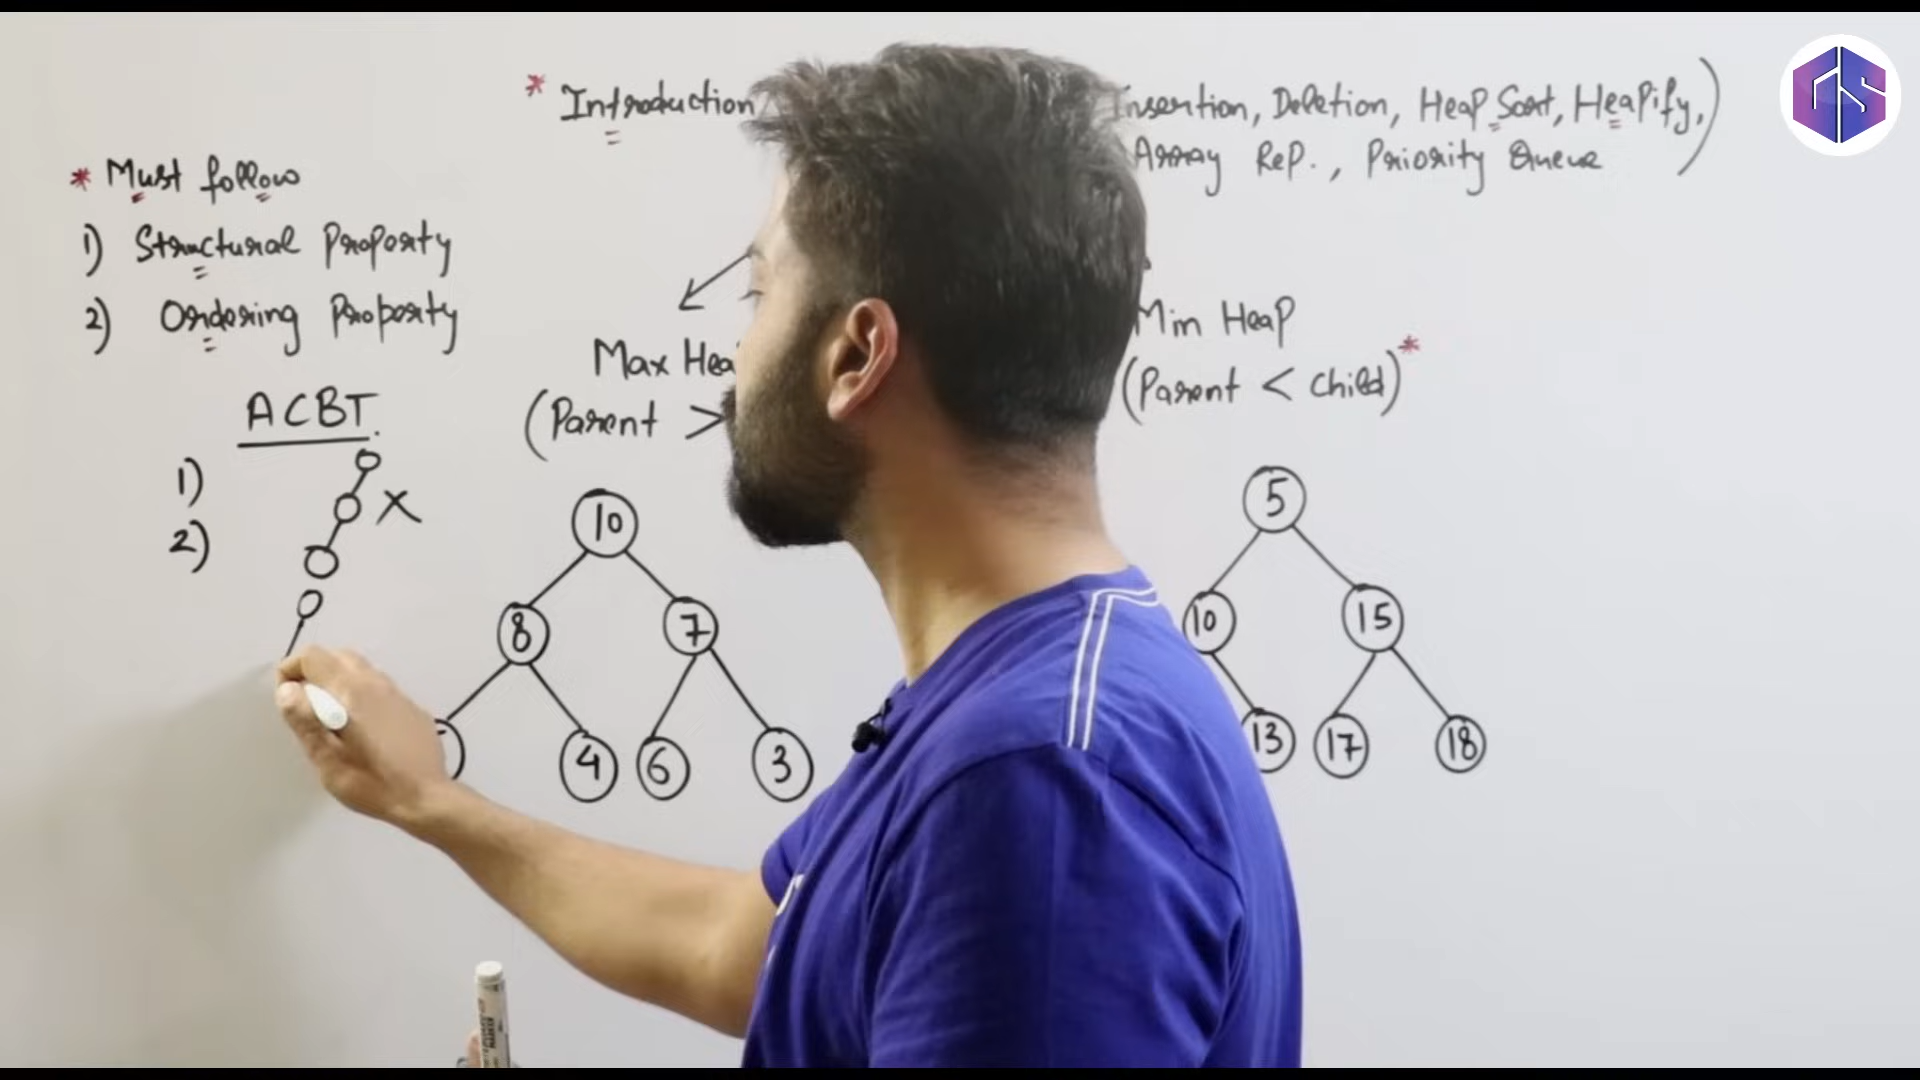 * Introduction
Insertion, Deletion, Heap Sort, Heapify,
Array Rep., Priority Queue)
* Must follow
1) Structural Property
2) Ordering Property
ACBT.
1)
2)
X
Max Hea
(Parent >
10
8 7
4 6 3
Min Heap
(Parent < Child)*
5
10 15
13 17 18